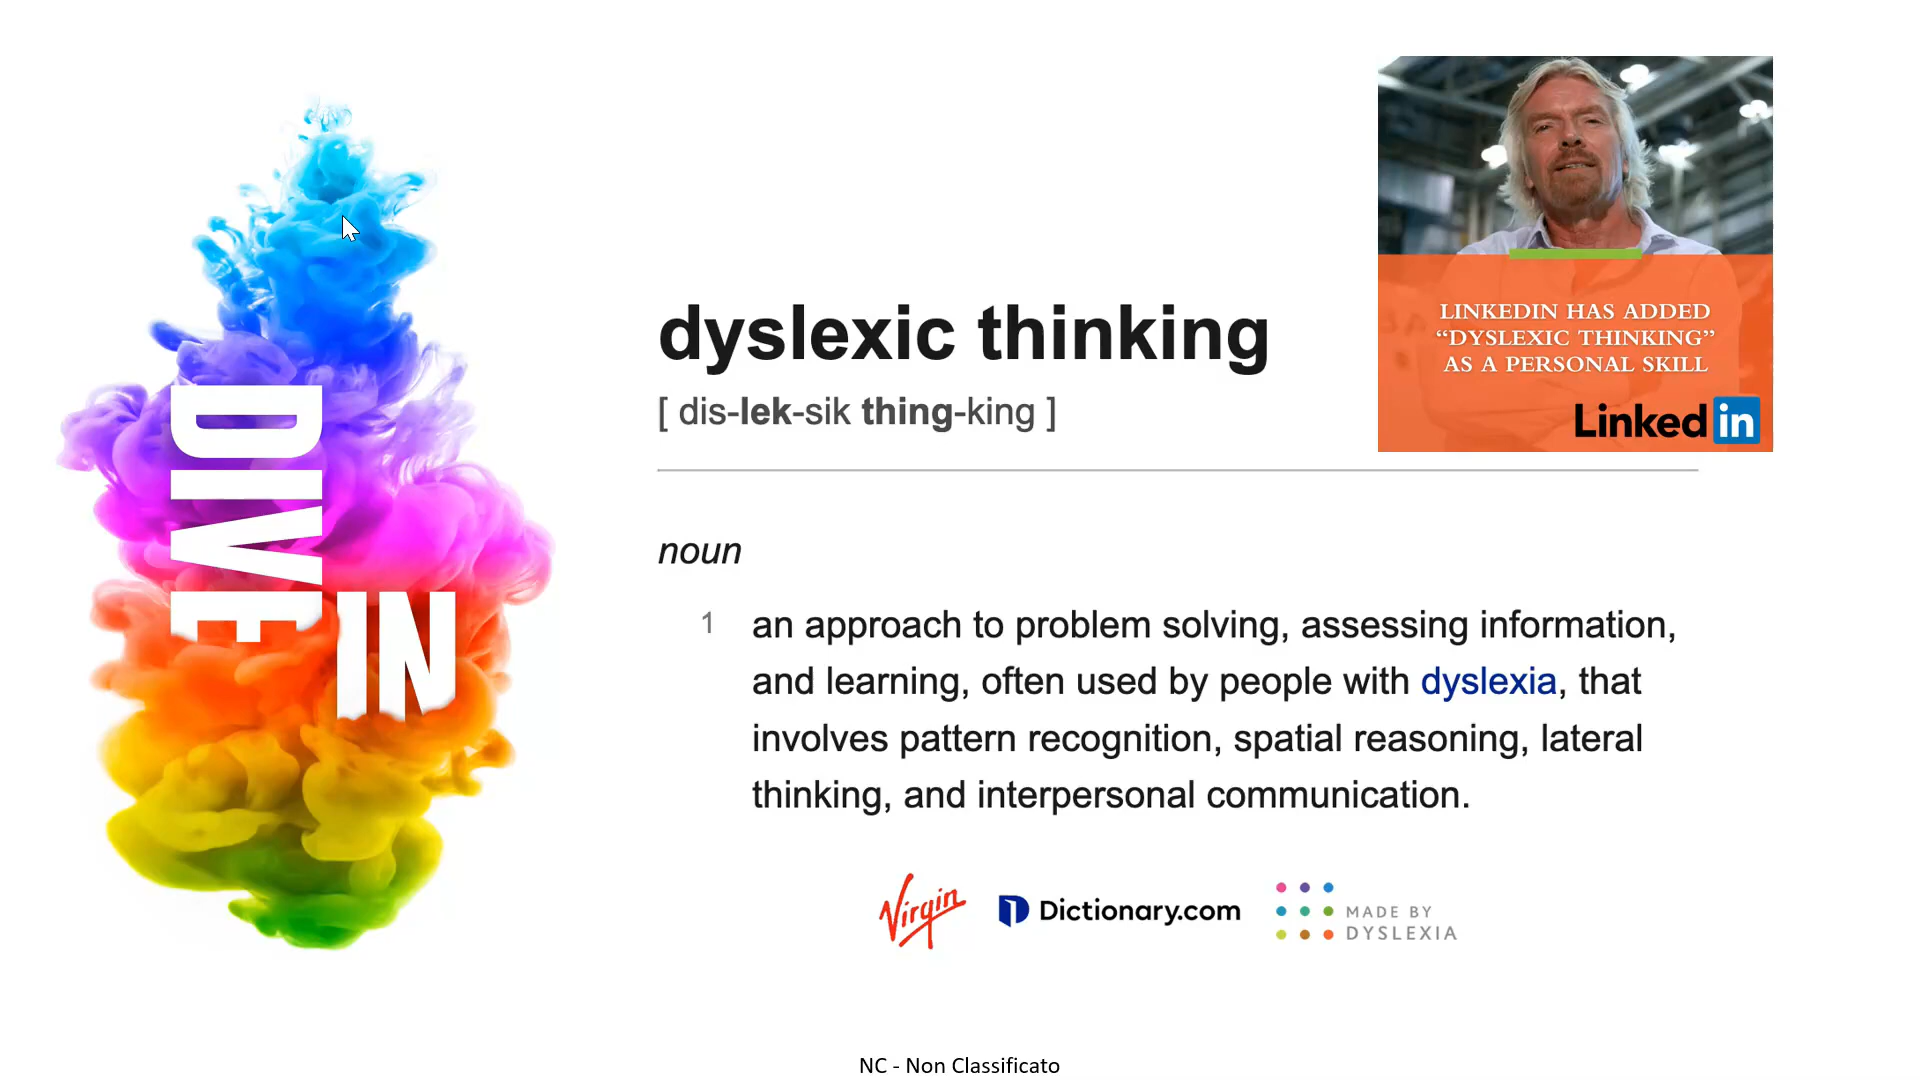 DIVE
IN
LINKEDIN HAS ADDED
“DYSLEXIC THINKING”
AS A PERSONAL SKILL
Linked in
dyslexic thinking
[ dis-lek-sik thing-king ]
noun
1 an approach to problem solving, assessing information,
and learning, often used by people with dyslexia, that
involves pattern recognition, spatial reasoning, lateral
thinking, and interpersonal communication.
Virgin
Dictionary.com
MADE BY
DYSLEXIA
NC - Non Classificato